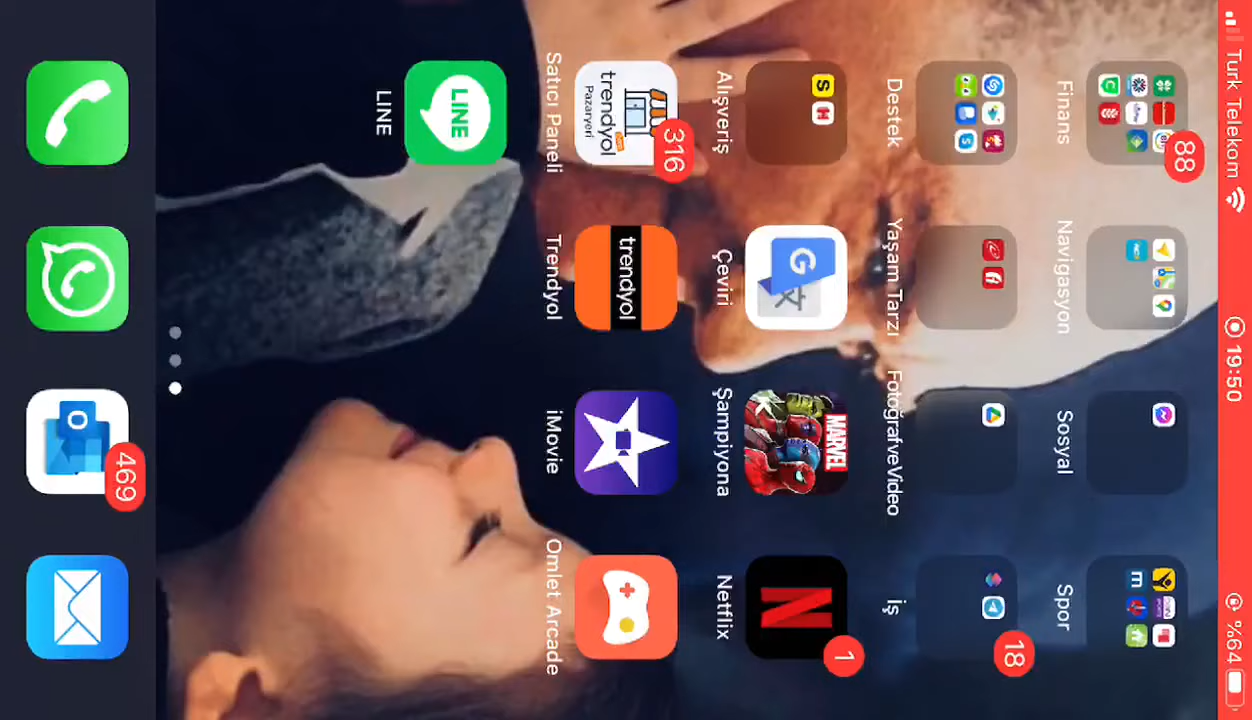 Turk Telekom 19:50 %64
88
Finans Navigasyon Sosyal Spor
18
Destek Yaşam Tarzı FotoğrafveVideo İş
S
MARVEL
1
Alışveriş Çeviri Şampiyona Netflix
316
trendyol
Pazaryeri
trendyol
Satıcı Paneli Trendyol iMovie Omlet Arcade
LINE
LINE
469